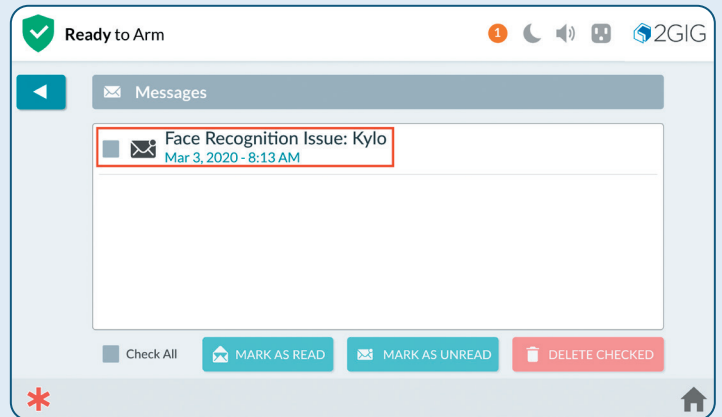 Ready to Arm
1
2GIG
Messages
Face Recognition Issue: Kylo
Mar 3, 2020 - 8:13 AM
Check All
MARK AS READ
MARK AS UNREAD
DELETE CHECKED